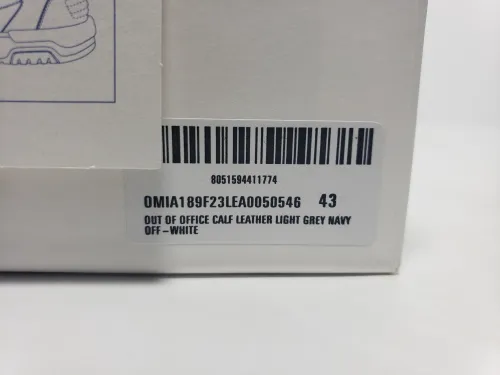 8051594411774
OMIA189F23LEA0050546 43
OUT OF OFFICE CALF LEATHER LIGHT GREY NAVY
OFF-WHITE